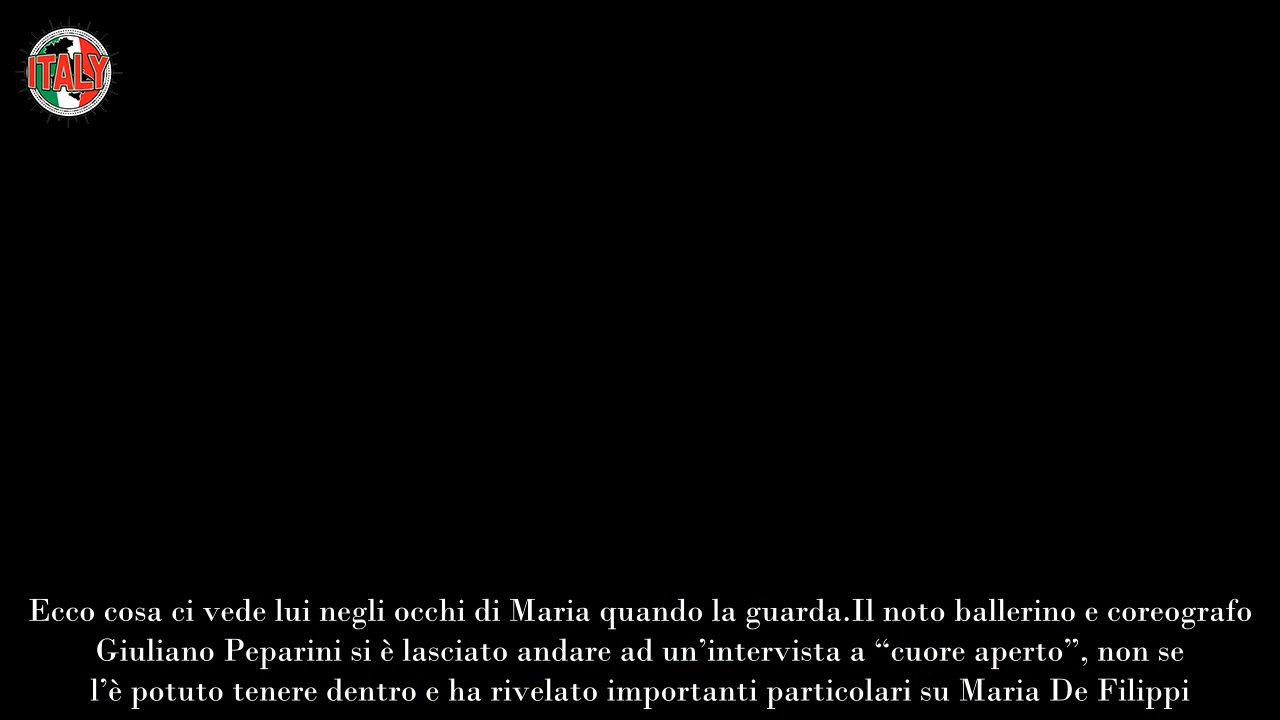 ITALY
Ecco cosa ci vede lui negli occhi di Maria quando la guarda.Il noto ballerino e coreografo
Giuliano Peparini si è lasciato andare ad un’intervista a “cuore aperto”, non se
l’è potuto tenere dentro e ha rivelato importanti particolari su Maria De Filippi